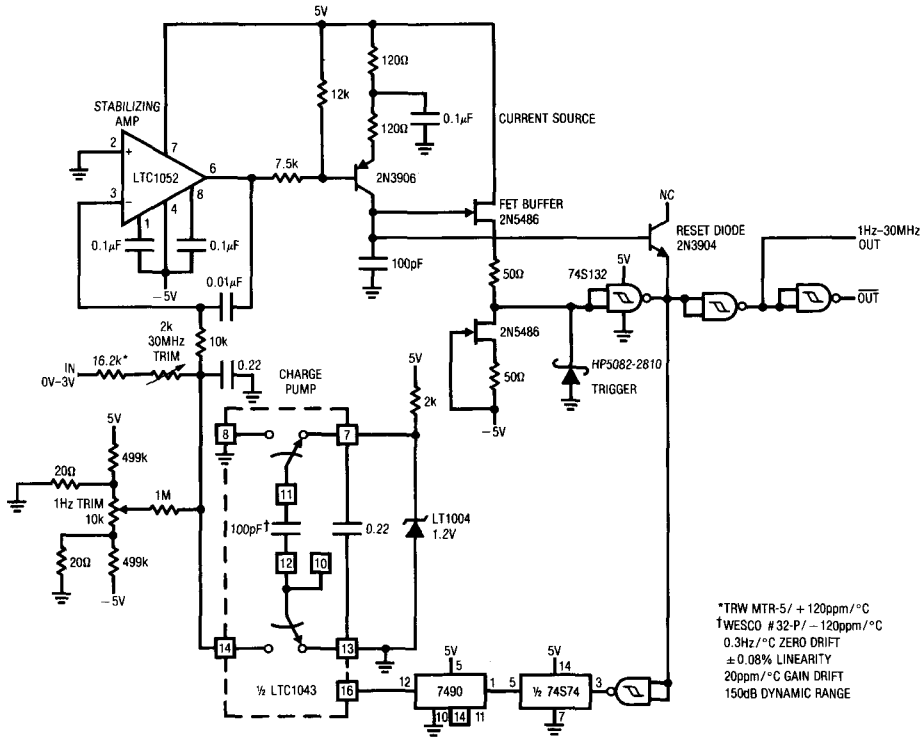 5V
120Ω
STABILIZING
AMP
12k
0.1µF
CURRENT SOURCE
120Ω
2
+
7
LTC1052
6
7.5k
2N3906
3
−
8
1
4
NC
FET BUFFER
2N5486
RESET DIODE
2N3904
1Hz–30MHz
OUT
0.1µF
0.1µF
100pF
50Ω
74S132
5V
−5V
0.01µF
OUT
2k
30MHz
TRIM
10k
2N5486
IN
0V–3V
16.2k*
0.22
CHARGE
PUMP
5V
50Ω
HP5082-2810
TRIGGER
2k
−5V
5V
8
7
499k
20Ω
11
1Hz TRIM
10k
1M
100pF†
0.22
LT1004
1.2V
12
10
20Ω
499k
−5V
14
13
*TRW MTR-5/ +120ppm/°C
†WESCO #32-P/ −120ppm/°C
0.3Hz/°C ZERO DRIFT
±0.08% LINEARITY
20ppm/°C GAIN DRIFT
150dB DYNAMIC RANGE
½ LTC1043
16
5V
5
12
7490
1
10
14
11
5V
14
5
½ 74S74
3
7